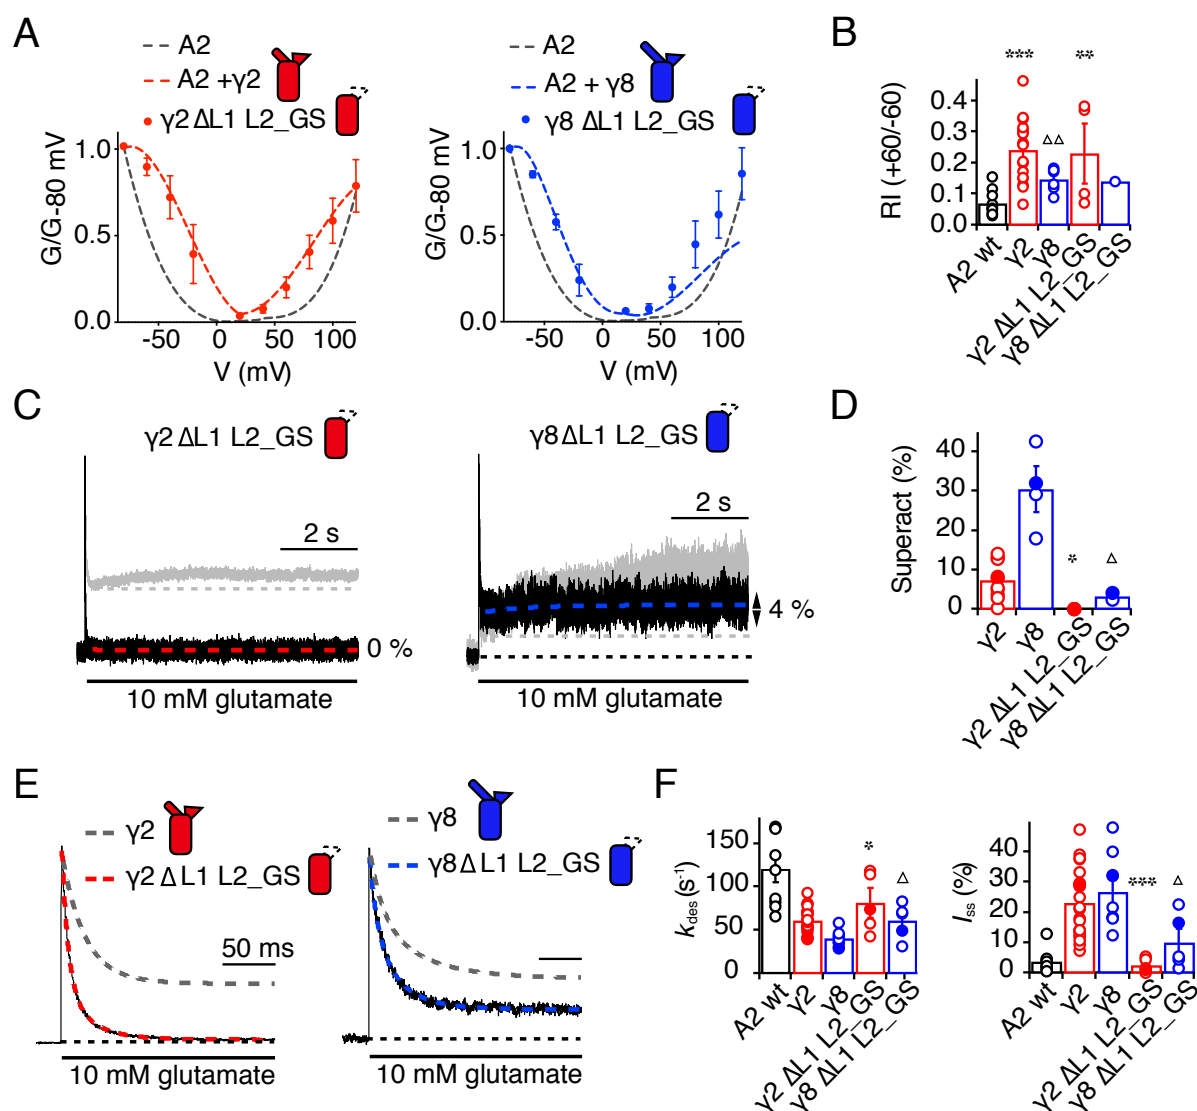 A
A2
A2 +γ2
γ2 ΔL1 L2_GS
G/G-80 mV
1.0
0.5
0.0
-50
0
50
100
V (mV)
A2
A2 + γ8
γ8 ΔL1 L2_GS
G/G-80 mV
1.0
0.5
0.0
-50
0
50
100
V (mV)
B
RI (+60/-60)
0.4
0.3
0.2
0.1
0.0
***
△△
**
A2 wt
γ2
γ8
γ2 ΔL1 L2_GS
γ8 ΔL1 L2_GS
C
γ2 ΔL1 L2_GS
2 s
0 %
10 mM glutamate
γ8 ΔL1 L2_GS
2 s
4 %
10 mM glutamate
D
Superact (%)
40
30
20
10
0
*
△
γ2
γ8
γ2 ΔL1 L2_GS
γ8 ΔL1 L2_GS
E
γ2
γ2 ΔL1 L2_GS
50 ms
10 mM glutamate
γ8
γ8 ΔL1 L2_GS
10 mM glutamate
F
kdes (s-1)
150
100
50
0
*
△
A2 wt
γ2
γ8
γ2 ΔL1 L2_GS
γ8 ΔL1 L2_GS
Iss (%)
50
40
30
20
10
0
***
△
A2 wt
γ2
γ8
γ2 ΔL1 L2_GS
γ8 ΔL1 L2_GS